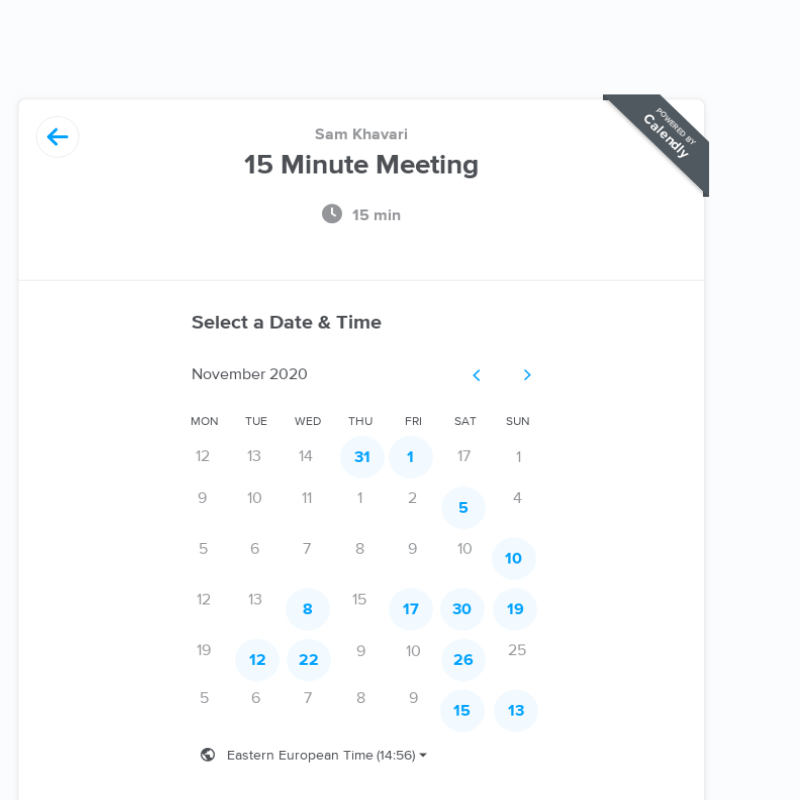 POWERED BY
Calendly
Sam Khavari
15 Minute Meeting
15 min
Select a Date & Time
November 2020
MON TUE WED THU FRI SAT SUN
12 13 14 31 1 17 1
9 10 11 1 2 5 4
5 6 7 8 9 10 10
12 13 8 15 17 30 19
19 12 22 9 10 26 25
5 6 7 8 9 15 13
Eastern European Time (14:56)